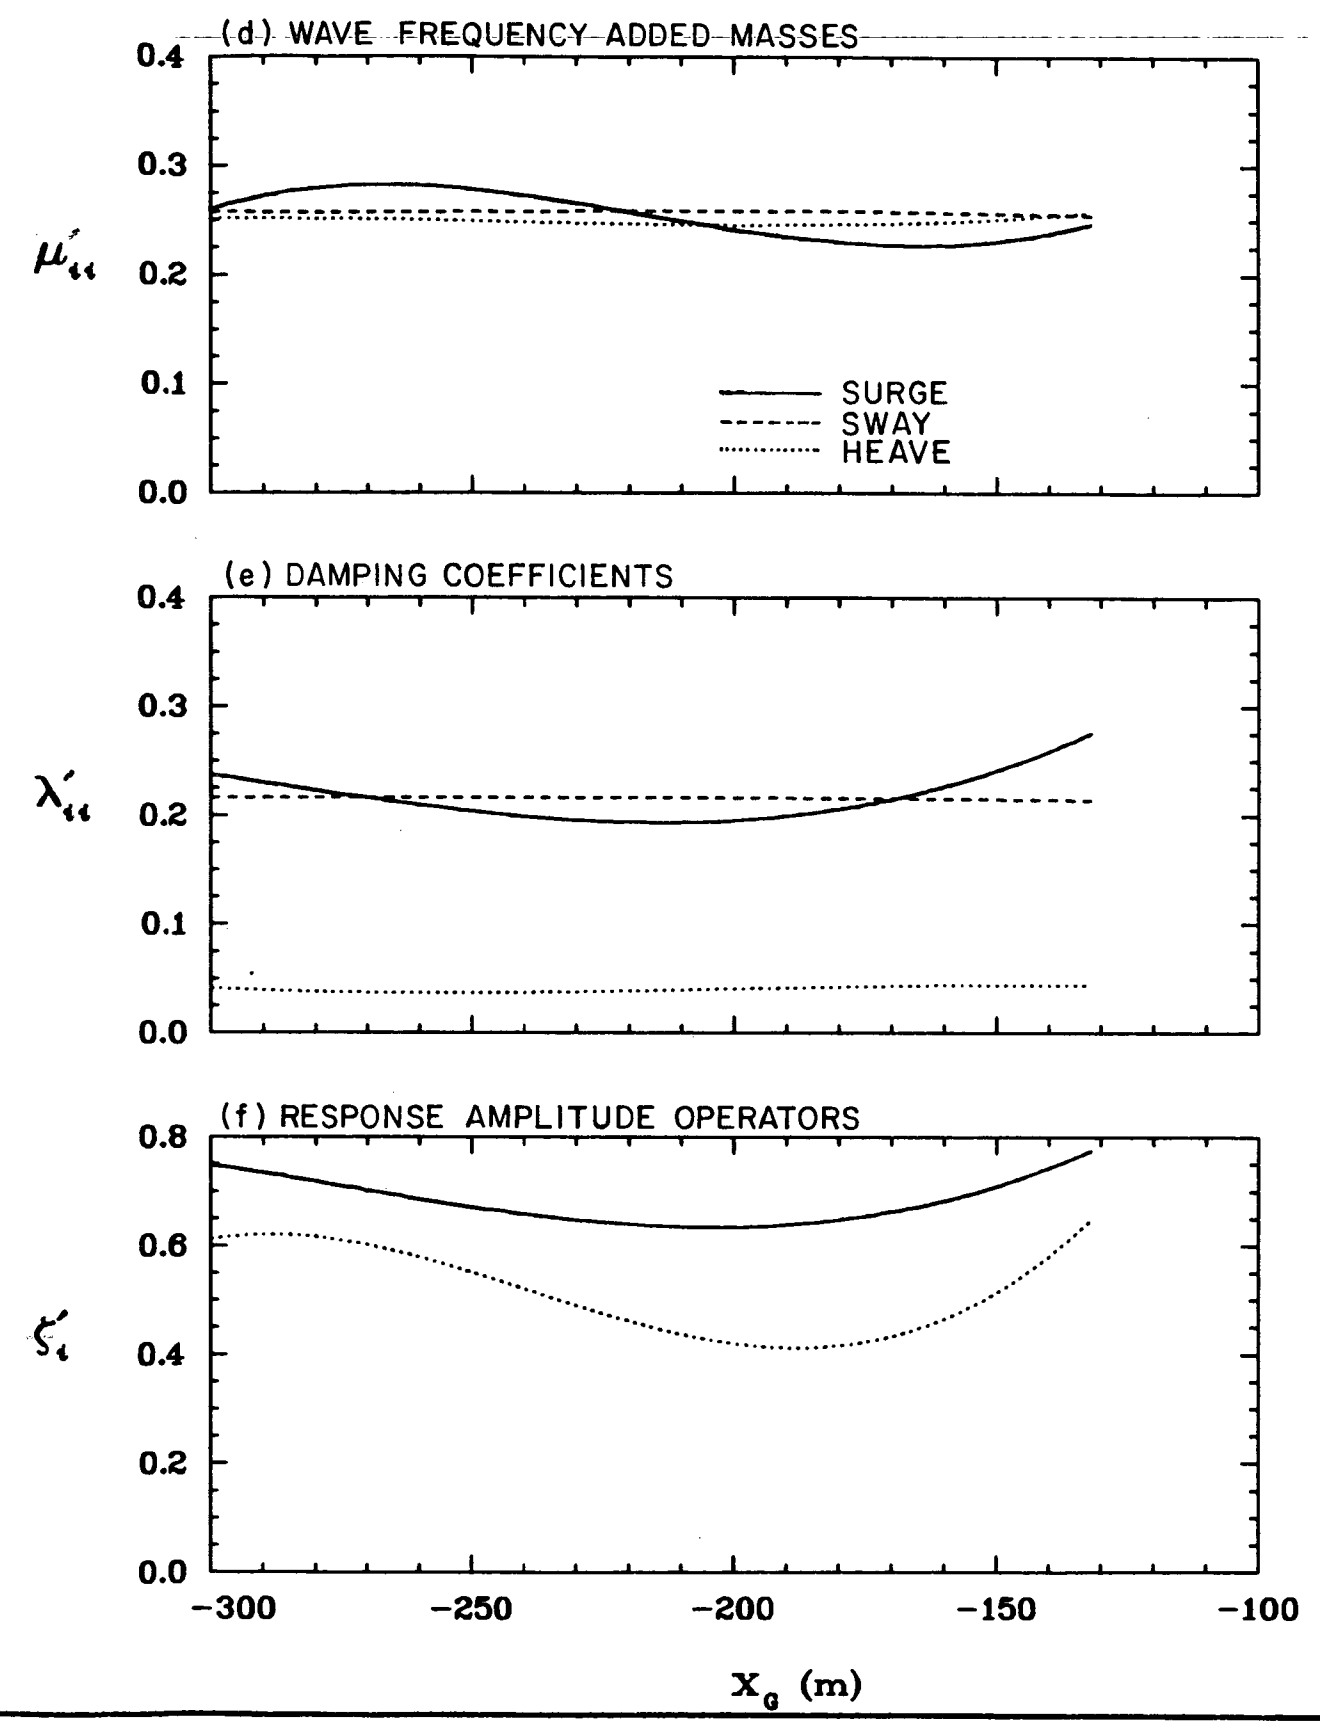 (d) WAVE FREQUENCY ADDED MASSES
0.4
0.3
μ′ᵢᵢ
0.2
0.1
0.0
SURGE
SWAY
HEAVE
(e) DAMPING COEFFICIENTS
0.4
0.3
λ′ᵢᵢ
0.2
0.1
0.0
(f) RESPONSE AMPLITUDE OPERATORS
0.8
0.6
ζ′ᵢ
0.4
0.2
0.0
-300 -250 -200 -150 -100
X_G (m)